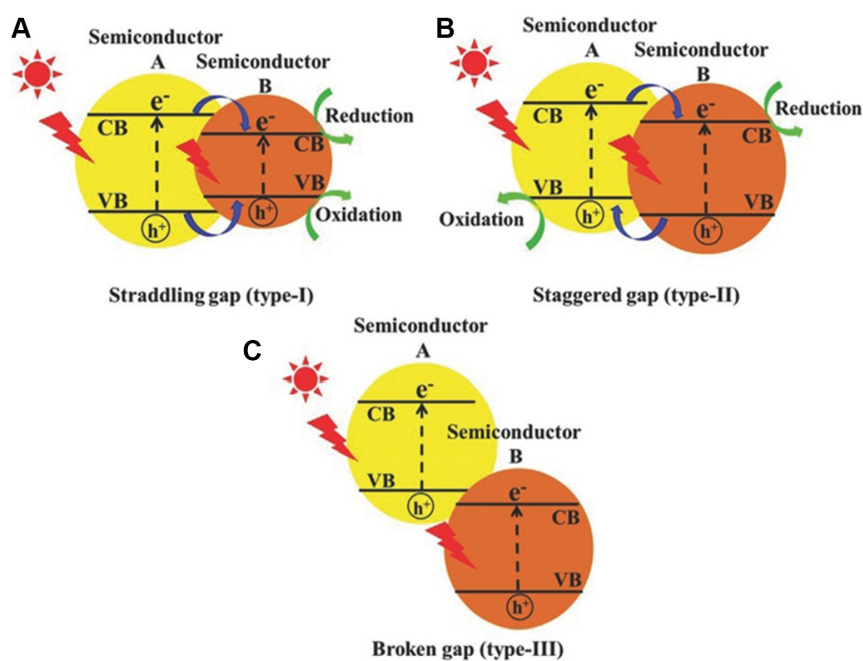 A
Semiconductor
A
Semiconductor
B
e-
CB
VB
h+
e-
CB
VB
h+
Reduction
Oxidation
Straddling gap (type-I)
B
Semiconductor
A
Semiconductor
B
e-
CB
VB
h+
e-
CB
VB
h+
Reduction
Oxidation
Staggered gap (type-II)
C
Semiconductor
A
e-
CB
VB
h+
Semiconductor
B
e-
CB
VB
h+
Broken gap (type-III)